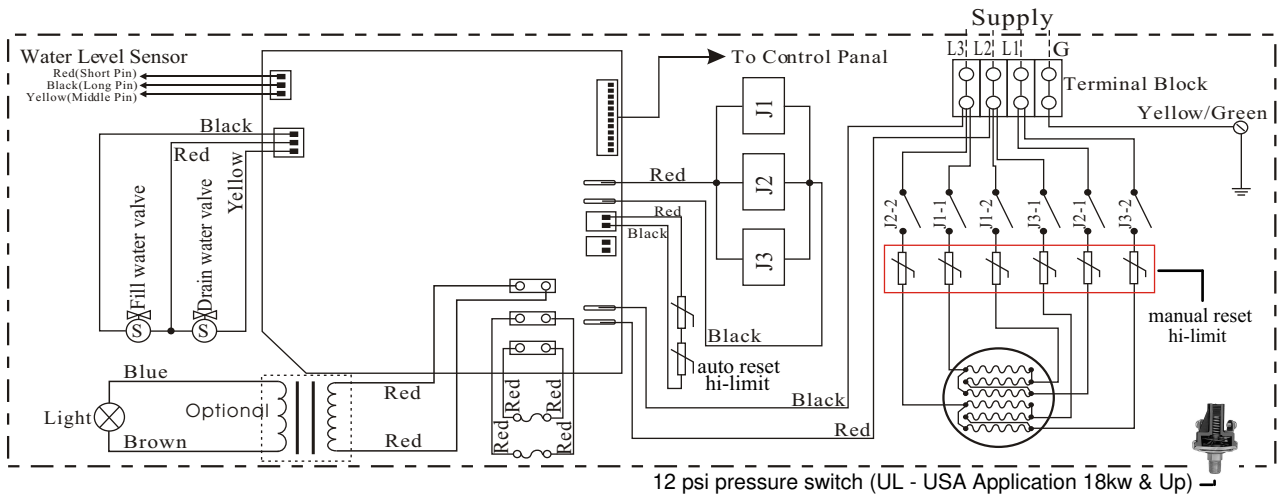 Supply
L3 L2 L1 G
Water Level Sensor
Red(Short Pin)
Black(Long Pin)
Yellow(Middle Pin)
To Control Panal
Terminal Block
Yellow/Green
Black
Red
Yellow
J1
J2
J3
Red
Red
Black
J2-2
J1-1
J1-2
J3-1
J2-1
J3-2
Fill water valve
Drain water valve
S
S
manual reset
hi-limit
Black
auto reset
hi-limit
Blue
Light
Optional
Brown
Red
Red
Red
Red
Red
Red
Black
Red
12 psi pressure switch (UL - USA Application 18kw & Up)